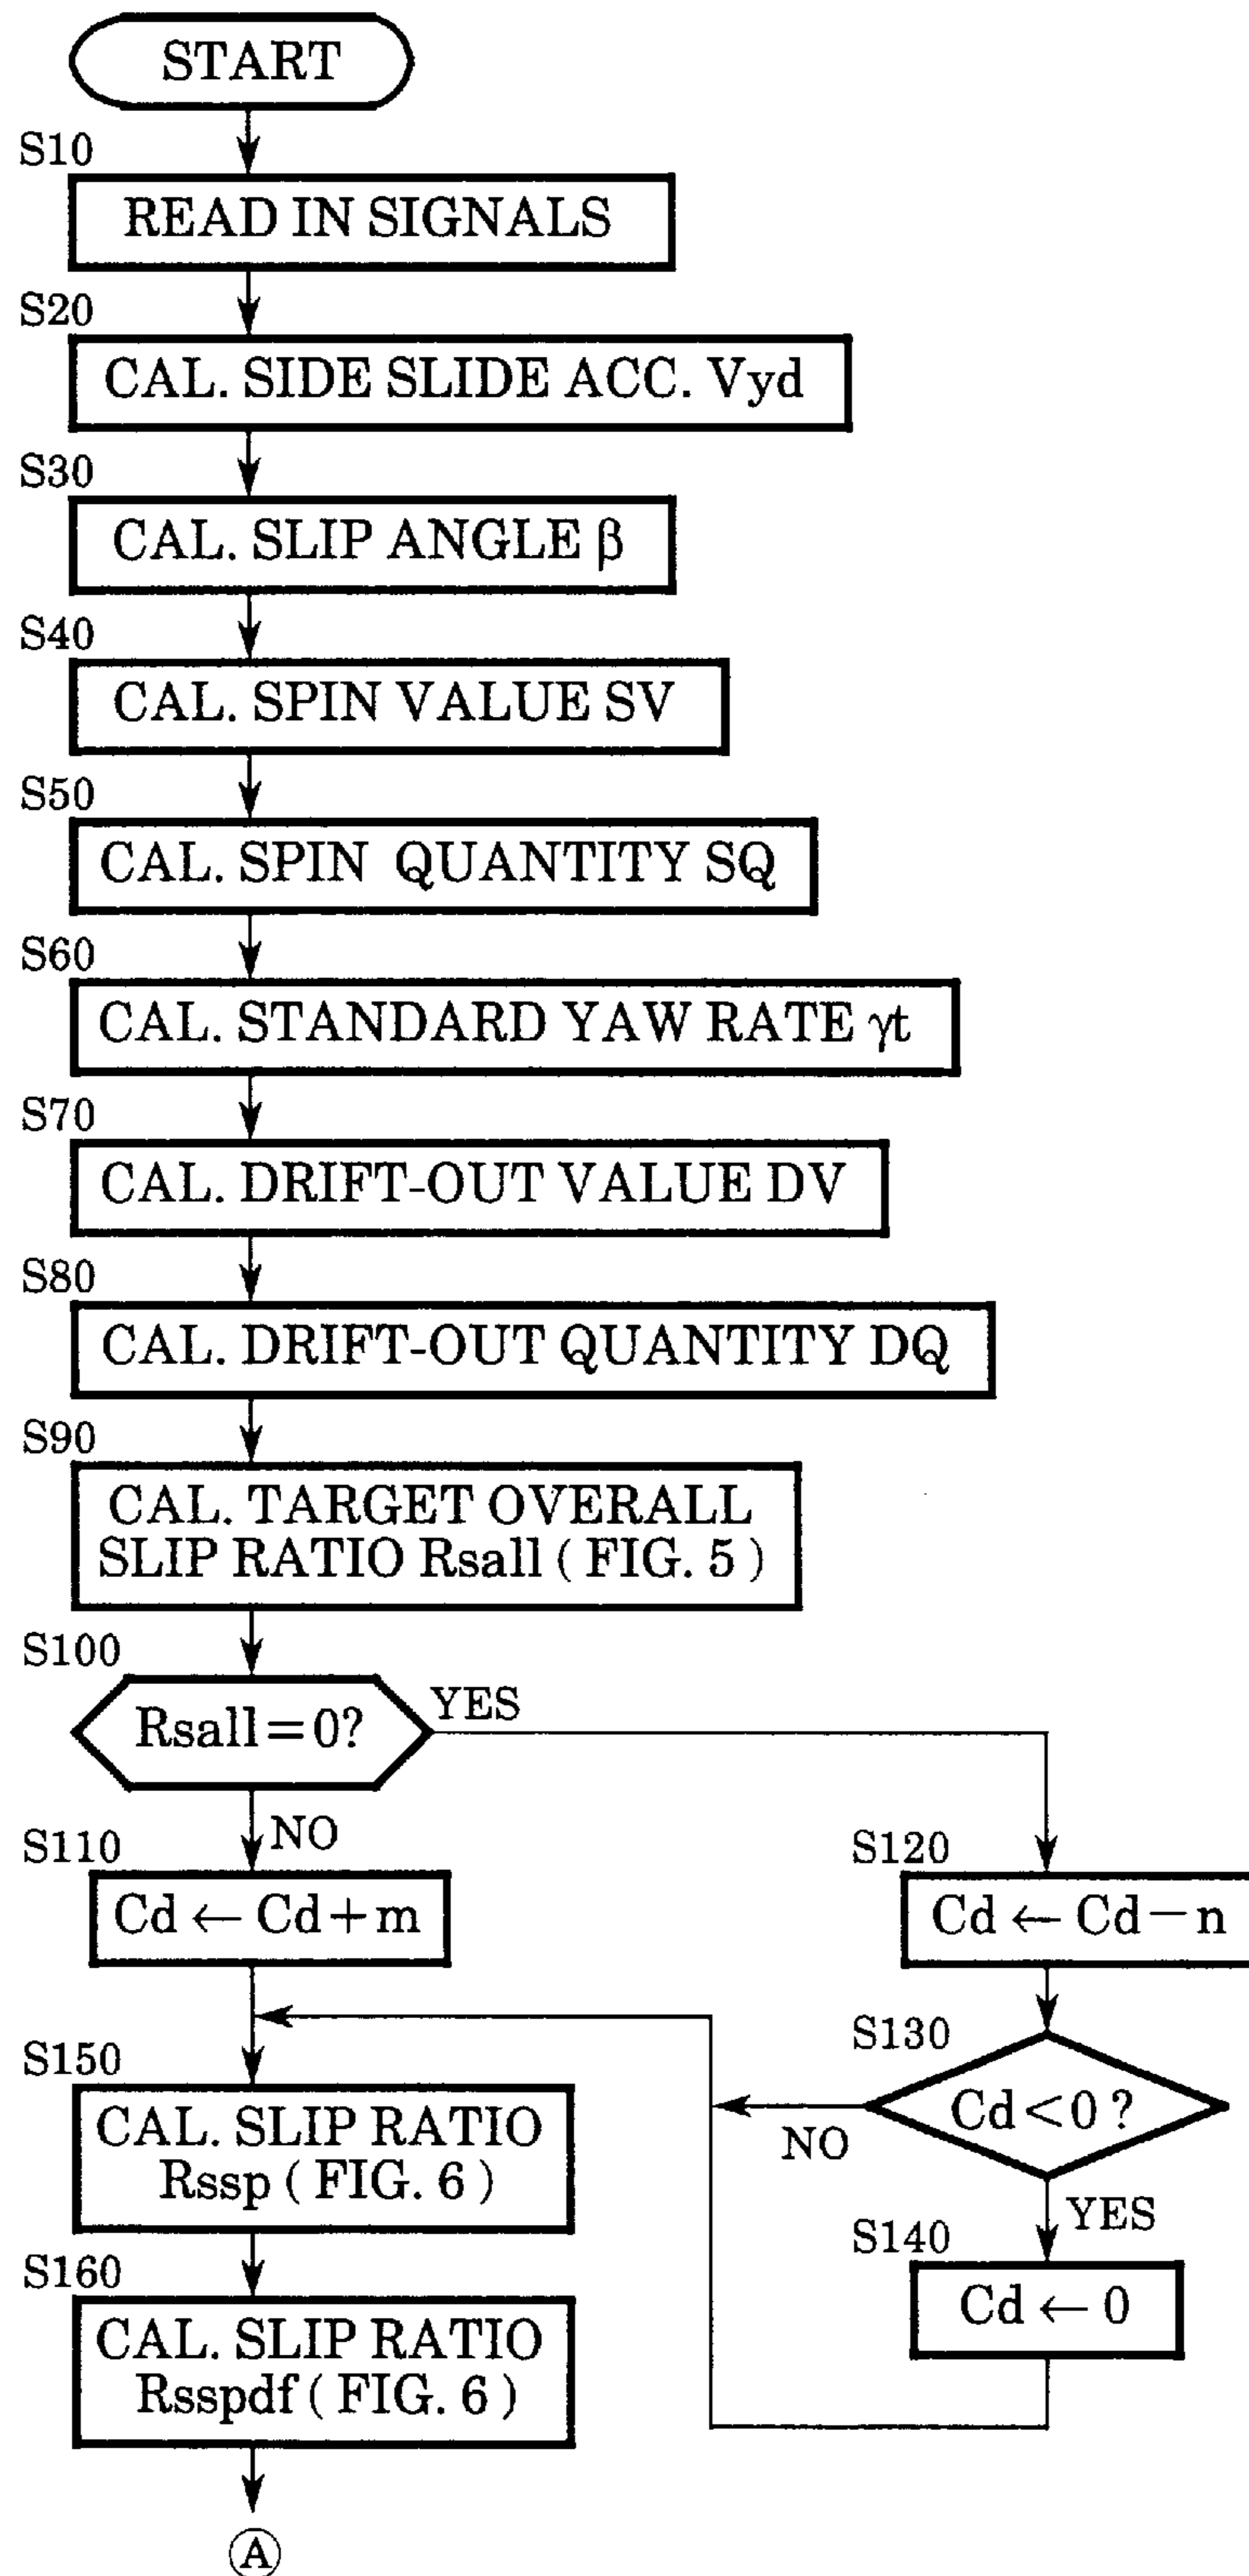 START
S10
READ IN SIGNALS
S20
CAL. SIDE SLIDE ACC. Vyd
S30
CAL. SLIP ANGLE β
S40
CAL. SPIN VALUE SV
S50
CAL. SPIN QUANTITY SQ
S60
CAL. STANDARD YAW RATE γt
S70
CAL. DRIFT-OUT VALUE DV
S80
CAL. DRIFT-OUT QUANTITY DQ
S90
CAL. TARGET OVERALL
SLIP RATIO Rsall ( FIG. 5 )
S100
Rsall=0?
YES
NO
S110
Cd ← Cd+m
S120
Cd ← Cd−n
S130
Cd<0 ?
NO
YES
S140
Cd ← 0
S150
CAL. SLIP RATIO
Rssp ( FIG. 6 )
S160
CAL. SLIP RATIO
Rsspdf ( FIG. 6 )
A